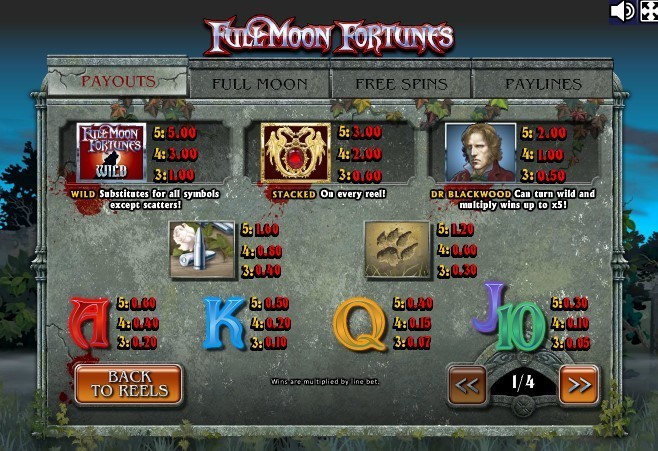 FULL MOON FORTUNES
PAYOUTS
FULL MOON
FREE SPINS
PAYLINES
FULL MOON
FORTUNES
WILD
5: 5.00
4: 3.00
3: 1.00
WILD Substitutes for all symbols
except scatters!
5: 3.00
4: 2.00
3: 0.60
STACKED On every reel!
5: 2.00
4: 1.00
3: 0.50
DR BLACKWOOD Can turn wild and
multiply wins up to x5!
5: 1.60
4: 0.80
3: 0.40
5: 1.20
4: 0.60
3: 0.30
A
5:
4: 0.40
3: 0.20
K
5: 0.50
4: 0.20
3: 0.10
Q
5: 0.40
4: 0.15
3: 0.07
J
10
5: 0.30
4: 0.10
3: 0.05
BACK
TO REELS
Wins are multiplied by line bet.
<<
1/4
>>